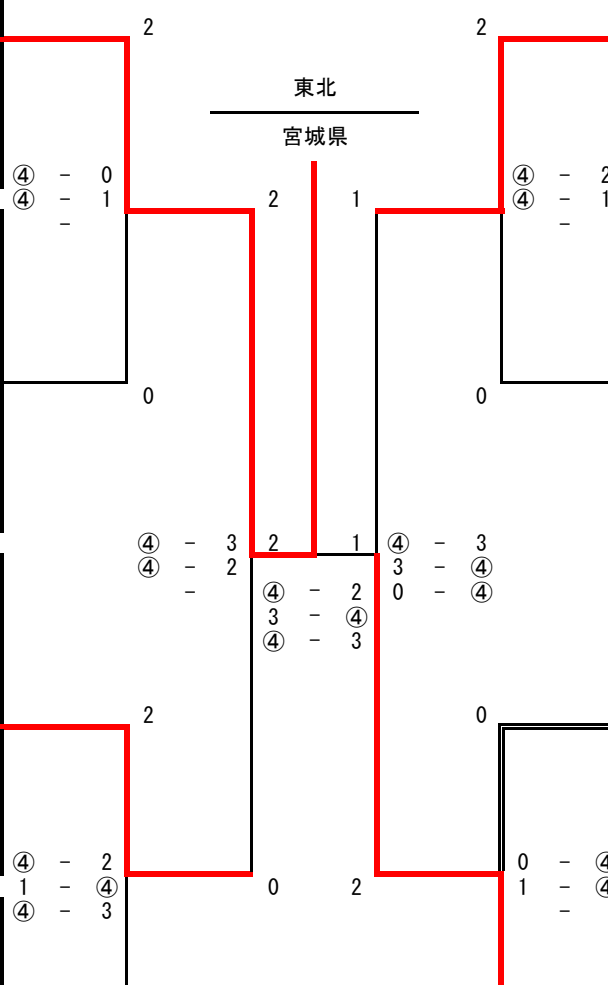 2 2
東北
宮城県
④ - 0 ④ - 2
④ - 1 2 1 ④ - 1
- -
0 0
④ - 3 2 1 ④ - 3
④ - 2 3 - ④
- ④ - 2 0 - ④
3 - ④
④ - 3
2 0
④ - 2 0 - ④
1 - ④ 0 2 1 - ④
④ - 3 -